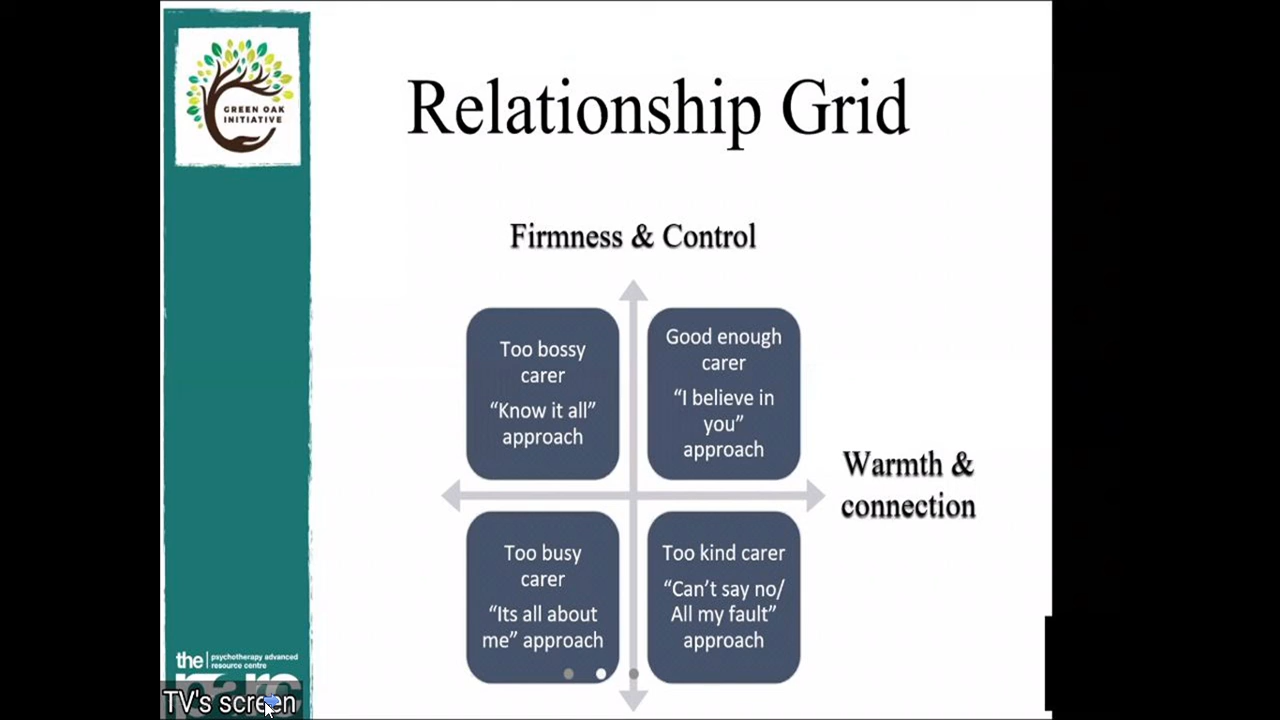 GREEN OAK
INITIATIVE
Relationship Grid
Firmness & Control
Too bossy
carer
“Know it all”
approach
Good enough
carer
“I believe in
you”
approach
Warmth &
connection
Too busy
carer
“Its all about
me” approach
Too kind carer
“Can’t say no/
All my fault”
approach
the
psychotherapy advanced
resource centre
TV's screen